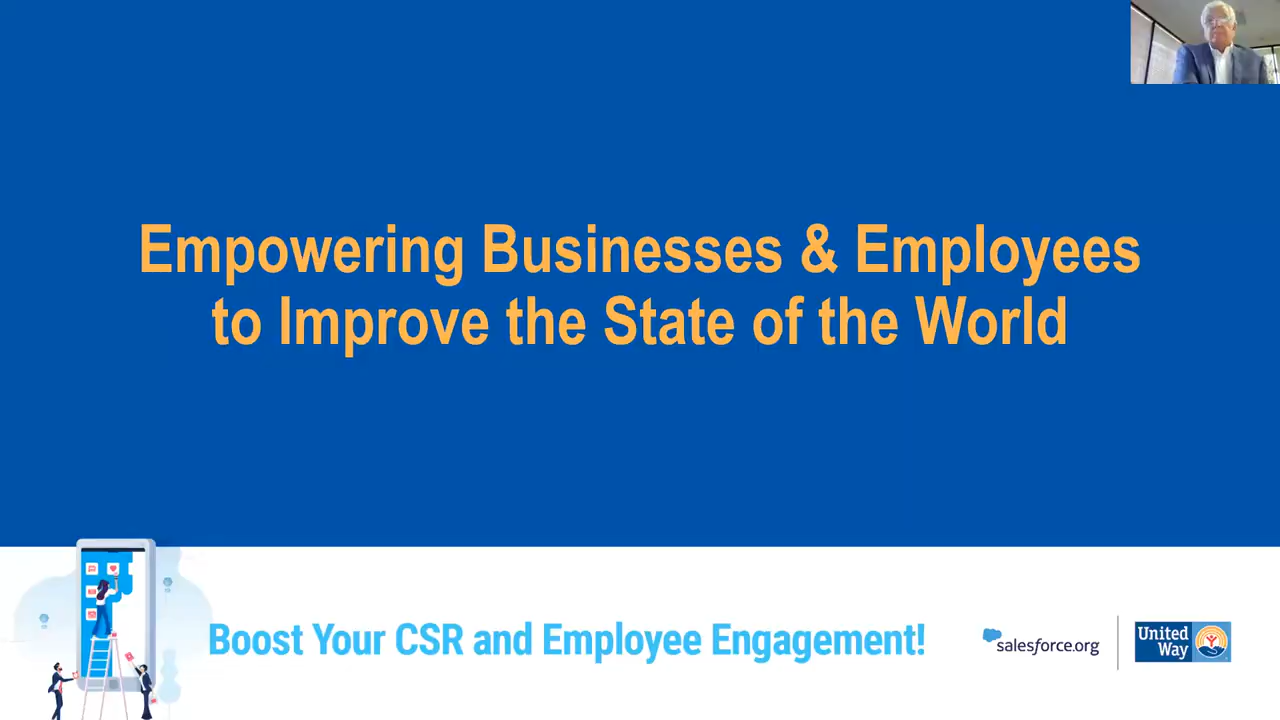 Empowering Businesses & Employees
to Improve the State of the World
Boost Your CSR and Employee Engagement!
salesforce.org
United
Way